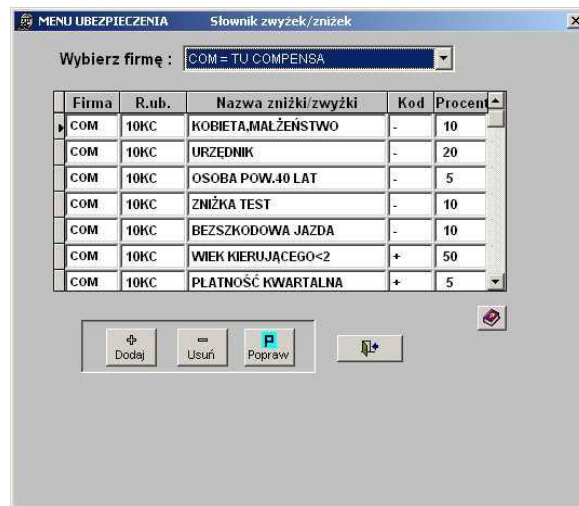 MENU UBEZPIECZENIA Słownik zwyżek/zniżek
Wybierz firmę : COM = TU COMPENSA
Firma R.ub. Nazwa zniżki/zwyżki Kod Procent
COM 10KC KOBIETA,MALŻEŃSTWO - 10
COM 10KC URZĘDNIK - 20
COM 10KC OSOBA POW.40 LAT - 5
COM 10KC ZNIŻKA TEST - 10
COM 10KC BEZSZKODOWA JAZDA - 10
COM 10KC WIEK KIERUJĄCEGO<2 + 50
COM 10KC PŁATNOŚĆ KWARTALNA + 5
Dodaj Usuń P Popraw